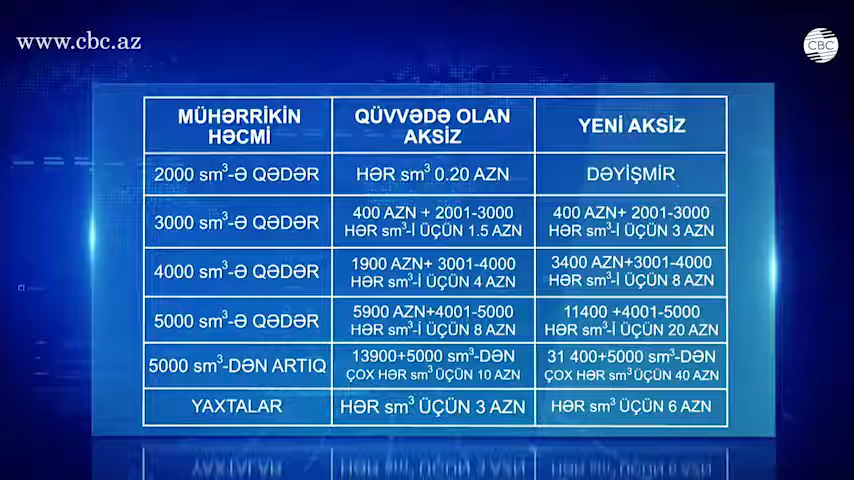 www.cbc.az
CBC
MÜHƏRRİKİN
HƏCMİ
QÜVVƏDƏ OLAN
AKSİZ
YENİ AKSİZ
2000 sm³-Ə QƏDƏR
HƏR sm³ 0.20 AZN
DƏYİŞMİR
3000 sm³-Ə QƏDƏR
400 AZN + 2001-3000
HƏR sm³-İ ÜÇÜN 1.5 AZN
400 AZN+ 2001-3000
HƏR sm³-İ ÜÇÜN 3 AZN
4000 sm³-Ə QƏDƏR
1900 AZN+ 3001-4000
HƏR sm³-İ ÜÇÜN 4 AZN
3400 AZN+3001-4000
HƏR sm³-İ ÜÇÜN 8 AZN
5000 sm³-Ə QƏDƏR
5900 AZN+4001-5000
HƏR sm³-İ ÜÇÜN 8 AZN
11400 +4001-5000
HƏR sm³-İ ÜÇÜN 20 AZN
5000 sm³-DƏN ARTIQ
13900+5000 sm³-DƏN
ÇOX HƏR sm³ ÜÇÜN 10 AZN
31 400+5000 sm³-DƏN
ÇOX HƏR sm³ ÜÇÜN 40 AZN
YAXTALAR
HƏR sm³ ÜÇÜN 3 AZN
HƏR sm³ ÜÇÜN 6 AZN